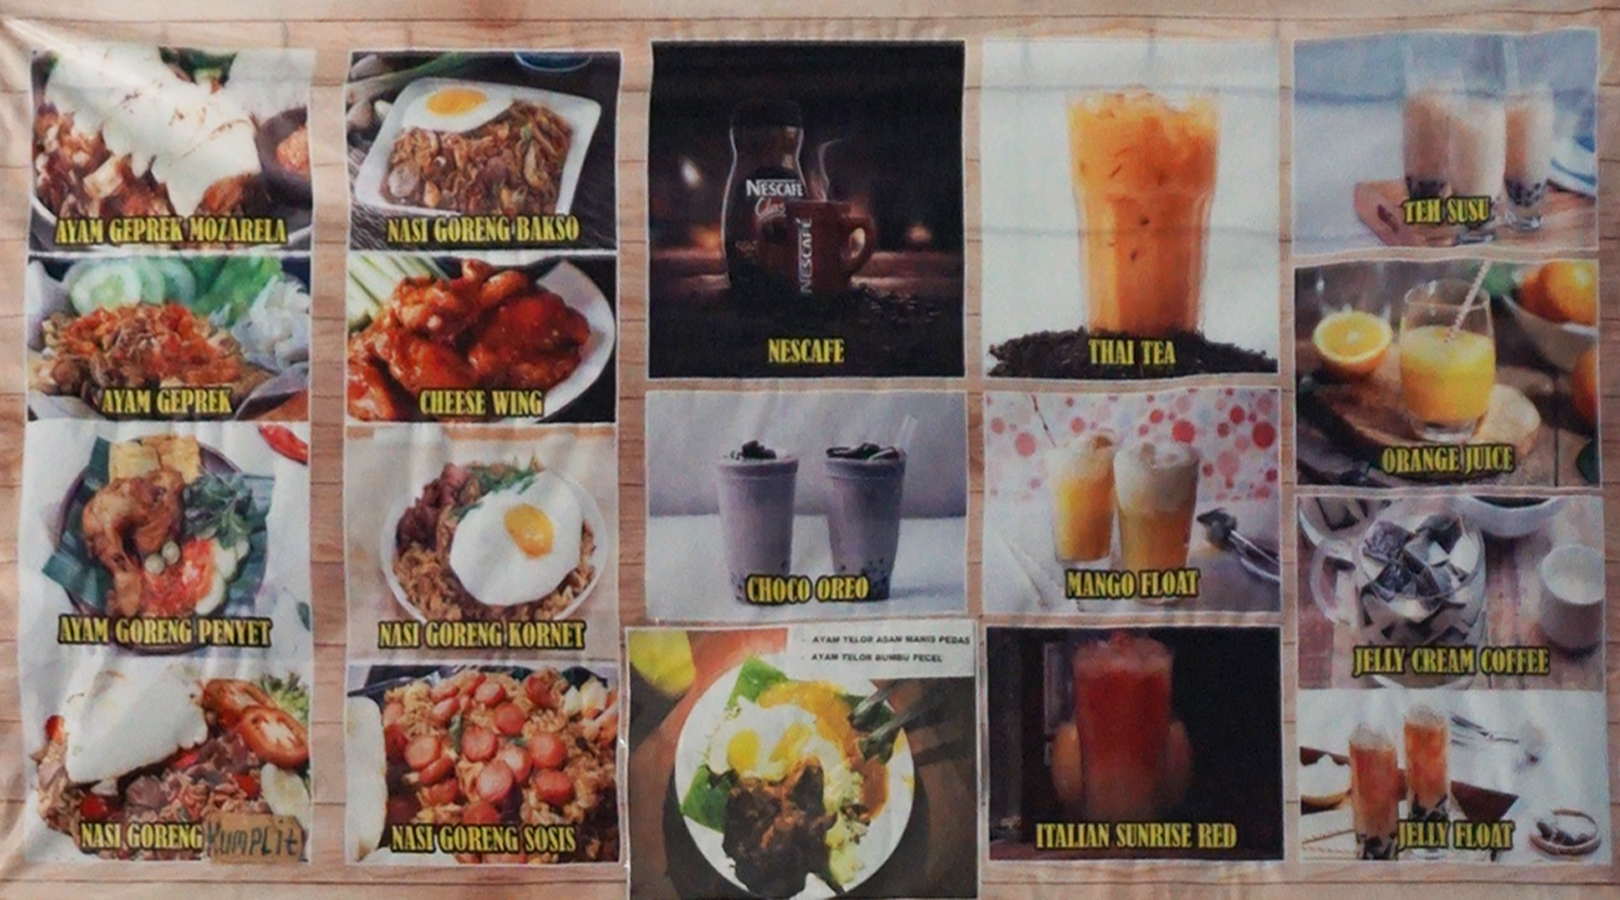 AYAM GEPREK MOZARELA
AYAM GEPREK
AYAM GORENG PENYET
NASI GORENG KUMPLIT
NASI GORENG BAKSO
CHEESE WING
NASI GORENG KORNET
NASI GORENG SOSIS
NESCAFÉ
Clas
NESCAFÉ
NESCAFE
CHOCO OREO
- AYAM TELOR ASAM MANIS PEDAS
- AYAM TELOR BUMBU PECEL
THAI TEA
MANGO FLOAT
ITALIAN SUNRISE RED
TEH SUSU
ORANGE JUICE
JELLY CREAM COFFEE
JELLY FLOAT